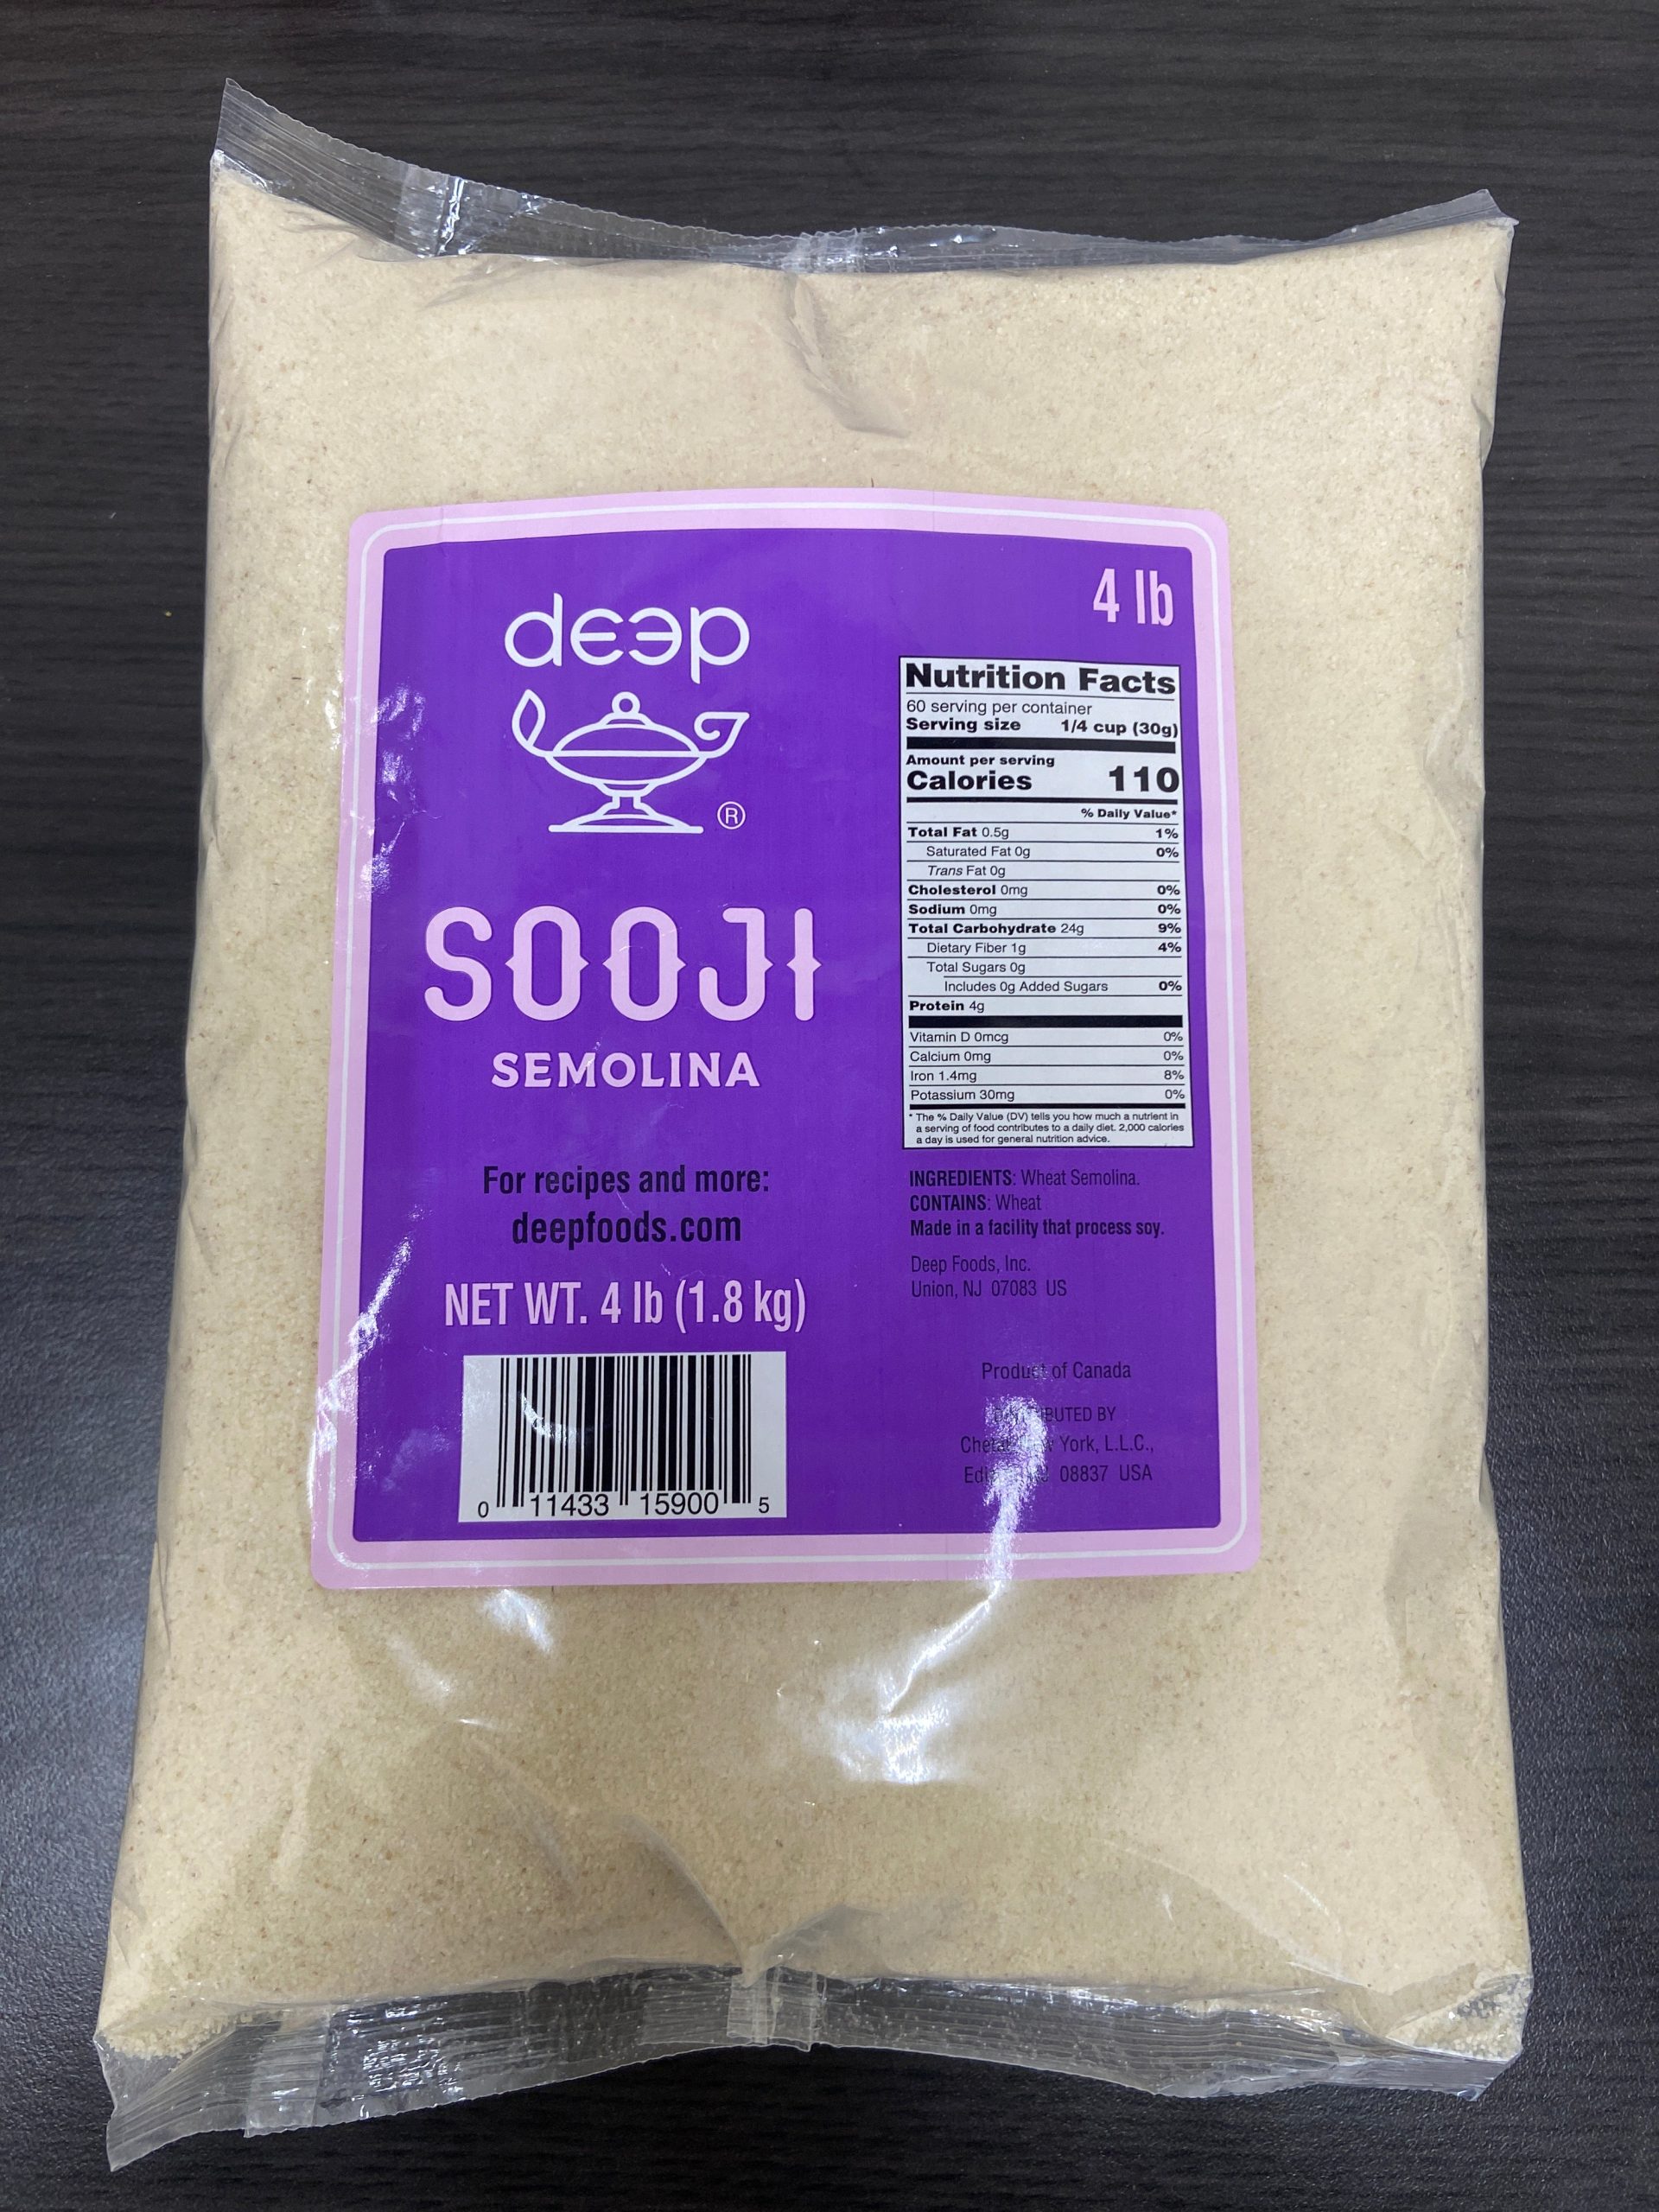 deep
®
SOOJI
SEMOLINA
For recipes and more:
deepfoods.com
NET WT. 4 lb (1.8 kg)
0 11433 15900 5
4 lb
Nutrition Facts
60 serving per container
Serving size 1/4 cup (30g)
Amount per serving
Calories 110
% Daily Value*
Total Fat 0.5g 1%
Saturated Fat 0g 0%
Trans Fat 0g
Cholesterol 0mg 0%
Sodium 0mg 0%
Total Carbohydrate 24g 9%
Dietary Fiber 1g 4%
Total Sugars 0g
Includes 0g Added Sugars 0%
Protein 4g
Vitamin D 0mcg 0%
Calcium 0mg 0%
Iron 1.4mg 8%
Potassium 30mg 0%
* The % Daily Value (DV) tells you how much a nutrient in
a serving of food contributes to a daily diet. 2,000 calories
a day is used for general nutrition advice.
INGREDIENTS: Wheat Semolina.
CONTAINS: Wheat
Made in a facility that process soy.
Deep Foods, Inc.
Union, NJ 07083 US
Product of Canada
BY
York, L.L.C.,
08837 USA